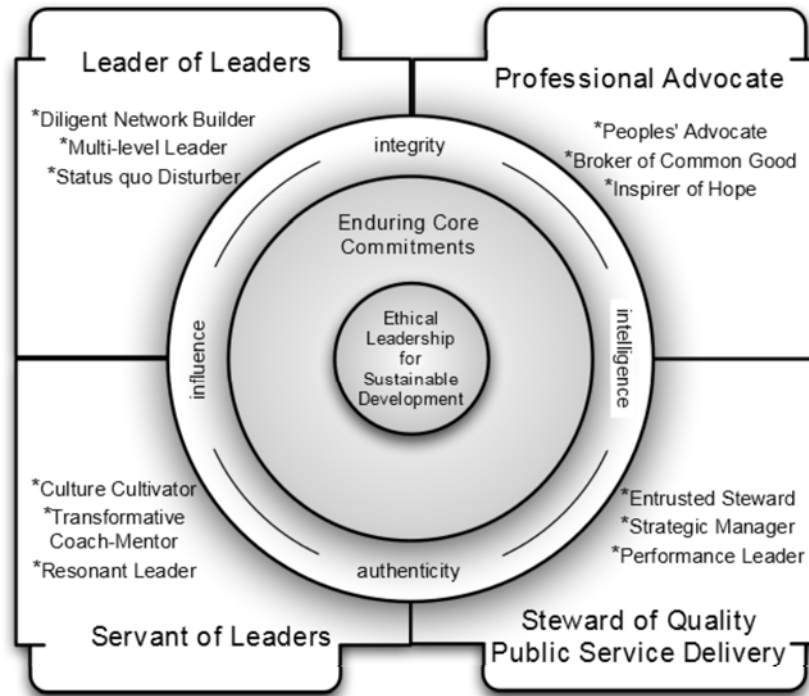 Leader of Leaders
*Diligent Network Builder
*Multi-level Leader
*Status quo Disturber
Professional Advocate
*Peoples' Advocate
*Broker of Common Good
*Inspirer of Hope
integrity
Enduring Core
Commitments
Ethical
Leadership
for
Sustainable
Development
influence
intelligence
authenticity
*Culture Cultivator
*Transformative
Coach-Mentor
*Resonant Leader
Servant of Leaders
*Entrusted Steward
*Strategic Manager
*Performance Leader
Steward of Quality
Public Service Delivery